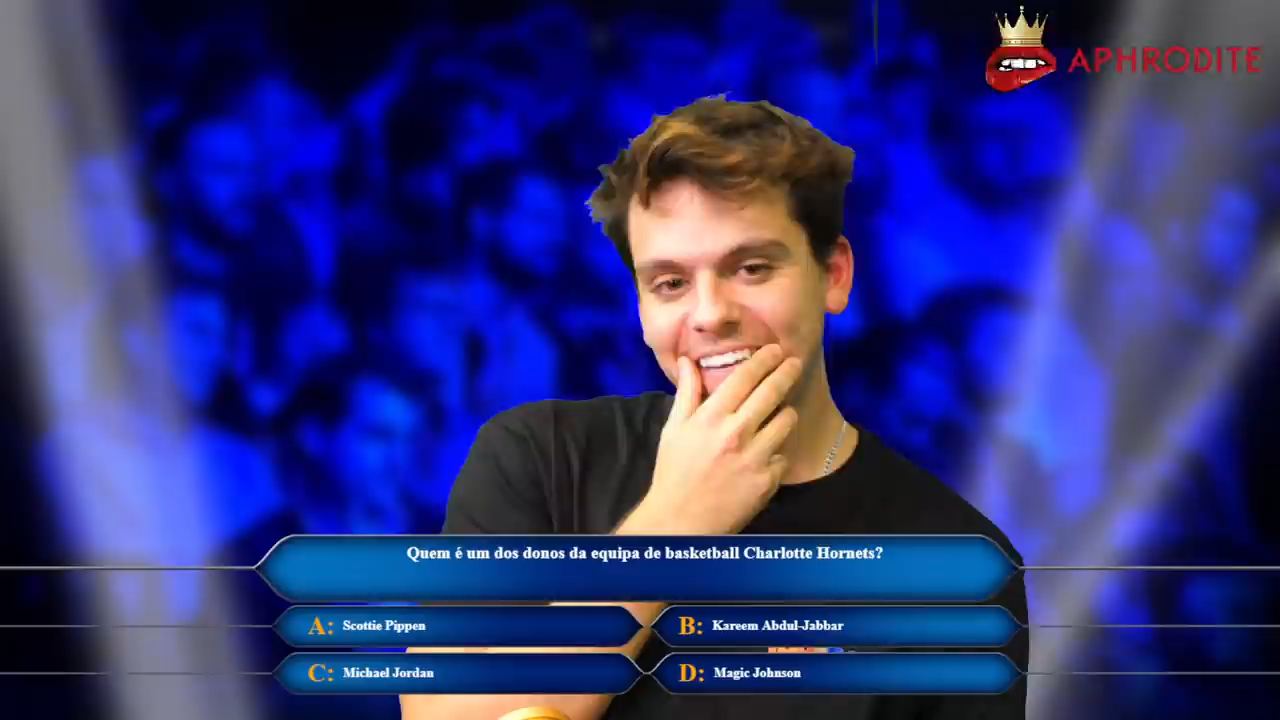 APHRODITE
Quem é um dos donos da equipa de basketball Charlotte Hornets?
A: Scottie Pippen
B: Kareem Abdul-Jabbar
C: Michael Jordan
D: Magic Johnson